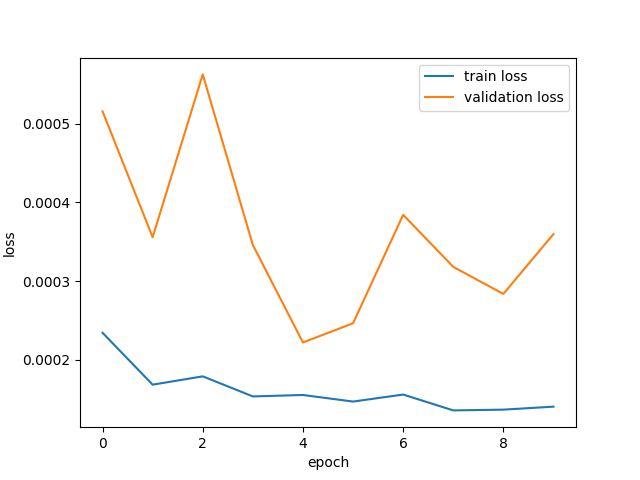 train loss
validation loss
0.0005
0.0004
0.0003
0.0002
loss
0 2 4 6 8
epoch